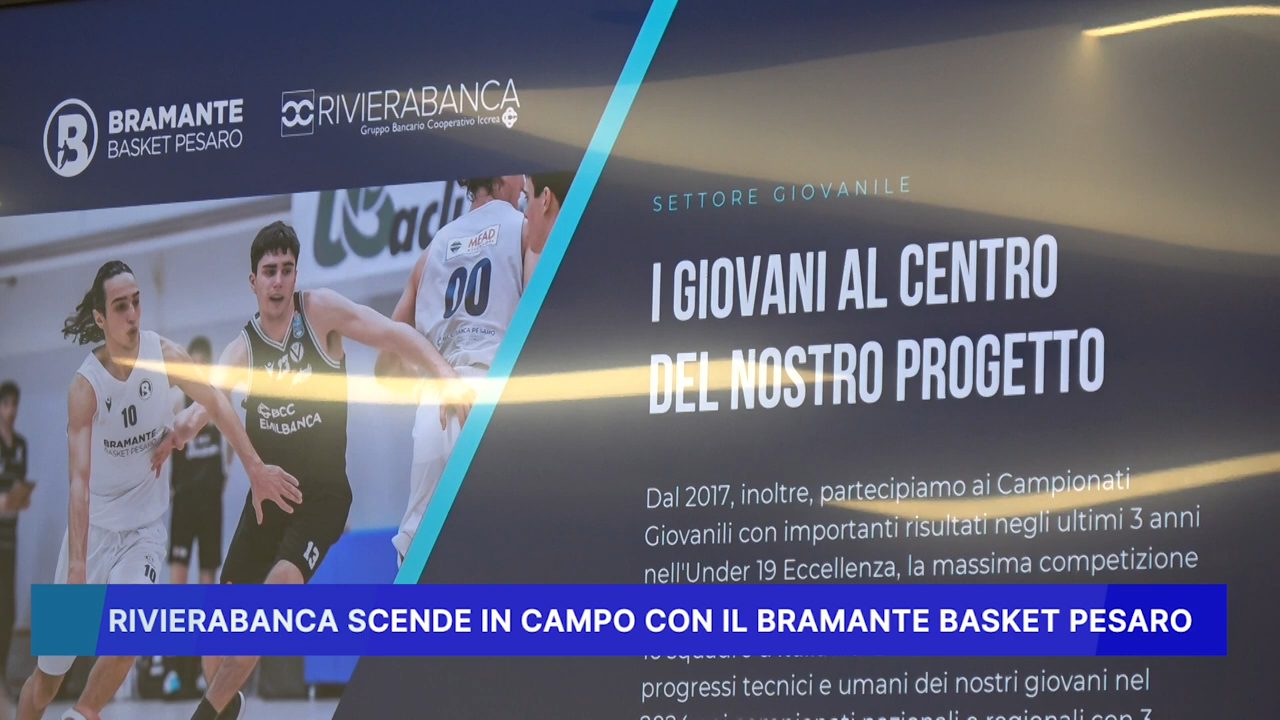 BRAMANTE
BASKET PESARO
RIVIERABANCA
Gruppo Bancario Cooperativo Iccrea
MEAD
00
13
BCC
EMILBANCA
10
BRAMANTE
BASKET PESARO
10
13
SETTORE GIOVANILE
I GIOVANI AL CENTRO
DEL NOSTRO PROGETTO
Dal 2017, inoltre, partecipiamo ai Campionati
Giovanili con importanti risultati negli ultimi 3 anni
nell'Under 19 Eccellenza, la massima competizione
RIVIERABANCA SCENDE IN CAMPO CON IL BRAMANTE BASKET PESARO
progressi tecnici e umani dei nostri giovani nel